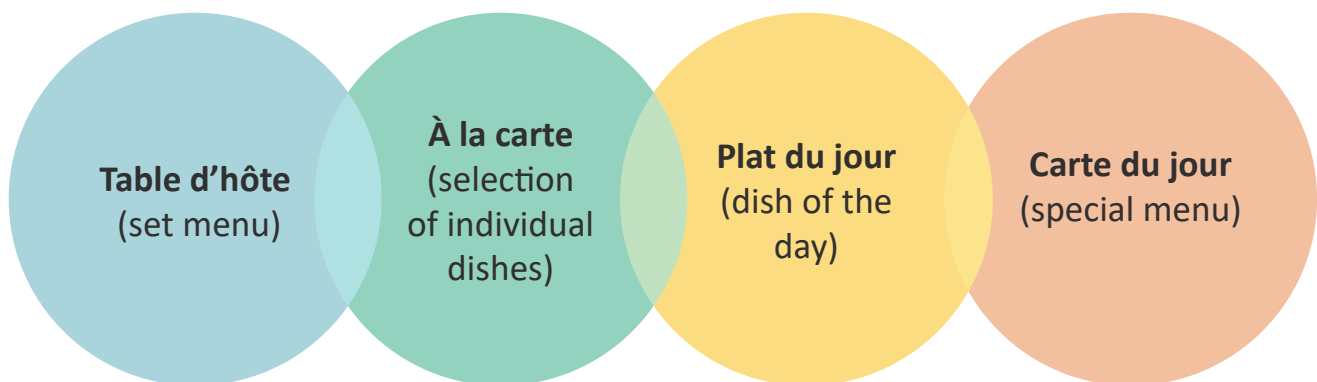 Table d’hôte
(set menu)
À la carte
(selection
of individual
dishes)
Plat du jour
(dish of the
day)
Carte du jour
(special menu)